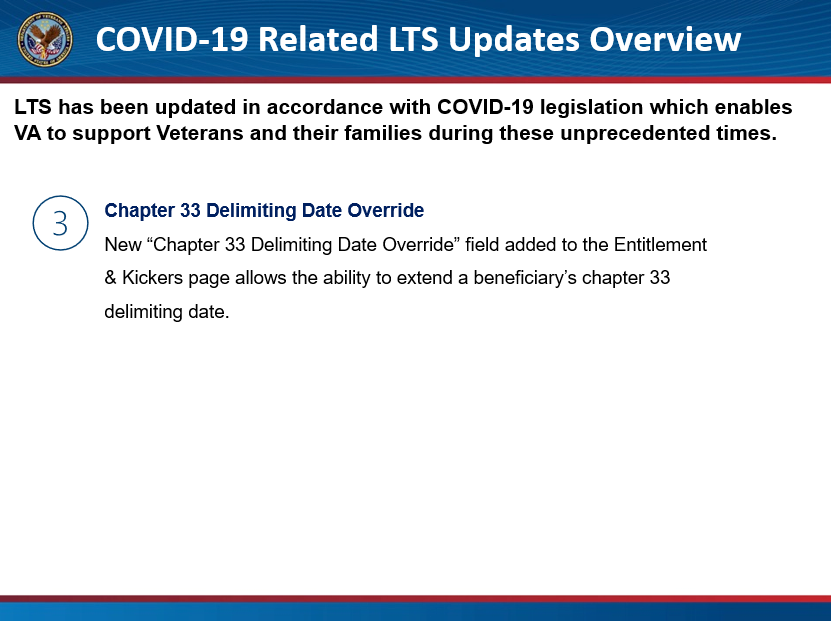 COVID-19 Related LTS Updates Overview
LTS has been updated in accordance with COVID-19 legislation which enables
VA to support Veterans and their families during these unprecedented times.
3
Chapter 33 Delimiting Date Override
New “Chapter 33 Delimiting Date Override” field added to the Entitlement
& Kickers page allows the ability to extend a beneficiary’s chapter 33
delimiting date.